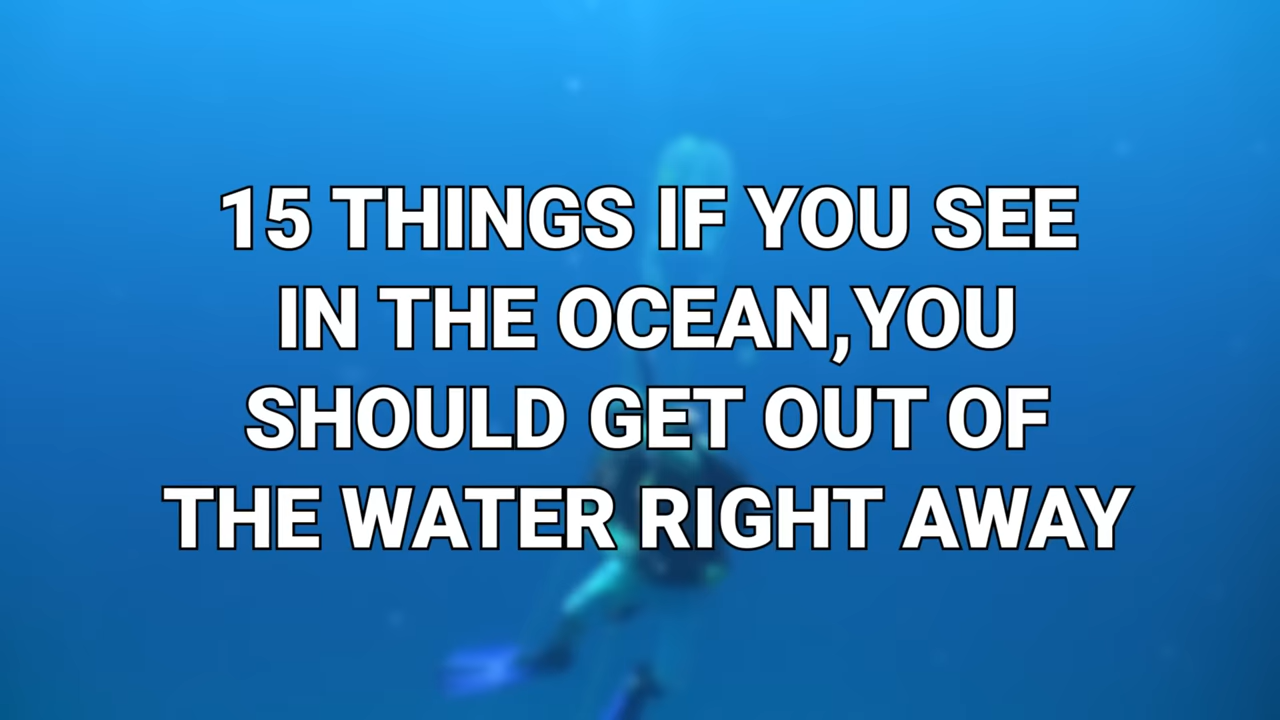 15 THINGS IF YOU SEE
IN THE OCEAN,YOU
SHOULD GET OUT OF
THE WATER RIGHT AWAY